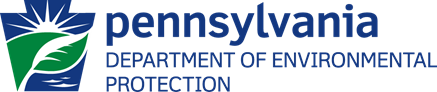 pennsylvania
DEPARTMENT OF ENVIRONMENTAL
PROTECTION